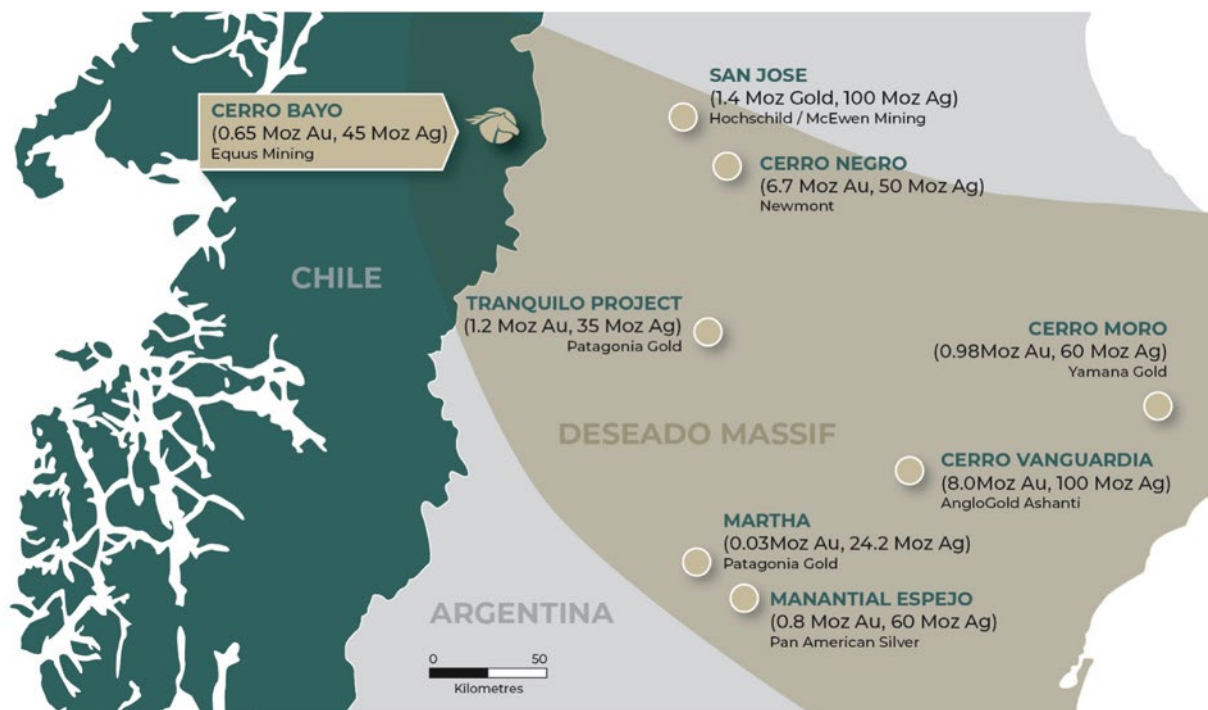 CERRO BAYO
(0.65 Moz Au, 45 Moz Ag)
Equus Mining
SAN JOSE
(1.4 Moz Gold, 100 Moz Ag)
Hochschild / McEwen Mining
CERRO NEGRO
(6.7 Moz Au, 50 Moz Ag)
Newmont
CHILE
TRANQUILO PROJECT
(1.2 Moz Au, 35 Moz Ag)
Patagonia Gold
CERRO MORO
(0.98Moz Au, 60 Moz Ag)
Yamana Gold
DESEADO MASSIF
CERRO VANGUARDIA
(8.0Moz Au, 100 Moz Ag)
AngloGold Ashanti
MARTHA
(0.03Moz Au, 24.2 Moz Ag)
Patagonia Gold
MANANTIAL ESPEJO
(0.8 Moz Au, 60 Moz Ag)
Pan American Silver
ARGENTINA
0 50
Kilometres